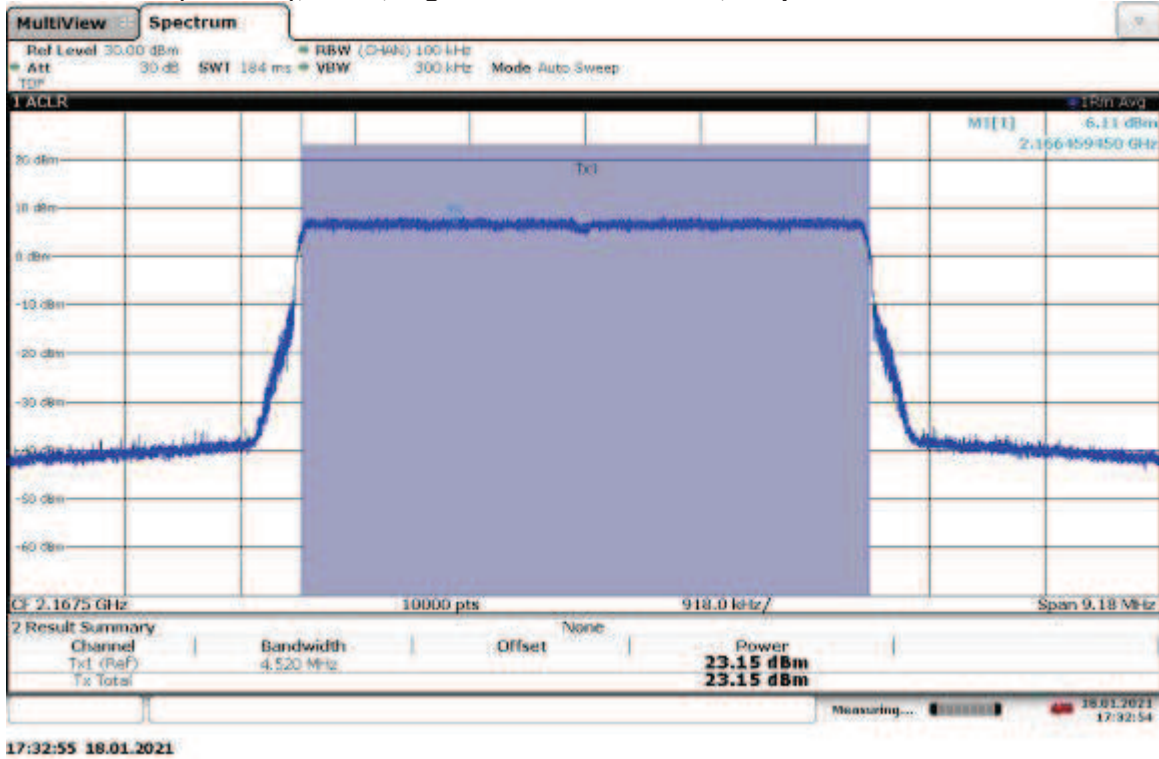 MultiView Spectrum
Ref Level 30.00 dBm RBW (CHAN) 100 kHz
Att 30 dB SWT 184 ms VBW 300 kHz Mode Auto Sweep
TDF
1 ACLR 1Rm Avg
M1[1] 6.11 dBm
2.166459450 GHz
20 dBm
Tx1
10 dBm
0 dBm
-10 dBm
-20 dBm
-30 dBm
-50 dBm
-60 dBm
CF 2.1675 GHz 10000 pts 918.0 kHz/ Span 9.18 MHz
2 Result Summary None
Channel Bandwidth Offset Power
Tx1 (Ref) 4.520 MHz 23.15 dBm
Tx Total 23.15 dBm
Measuring... 18.01.2021
17:32:54
17:32:55 18.01.2021